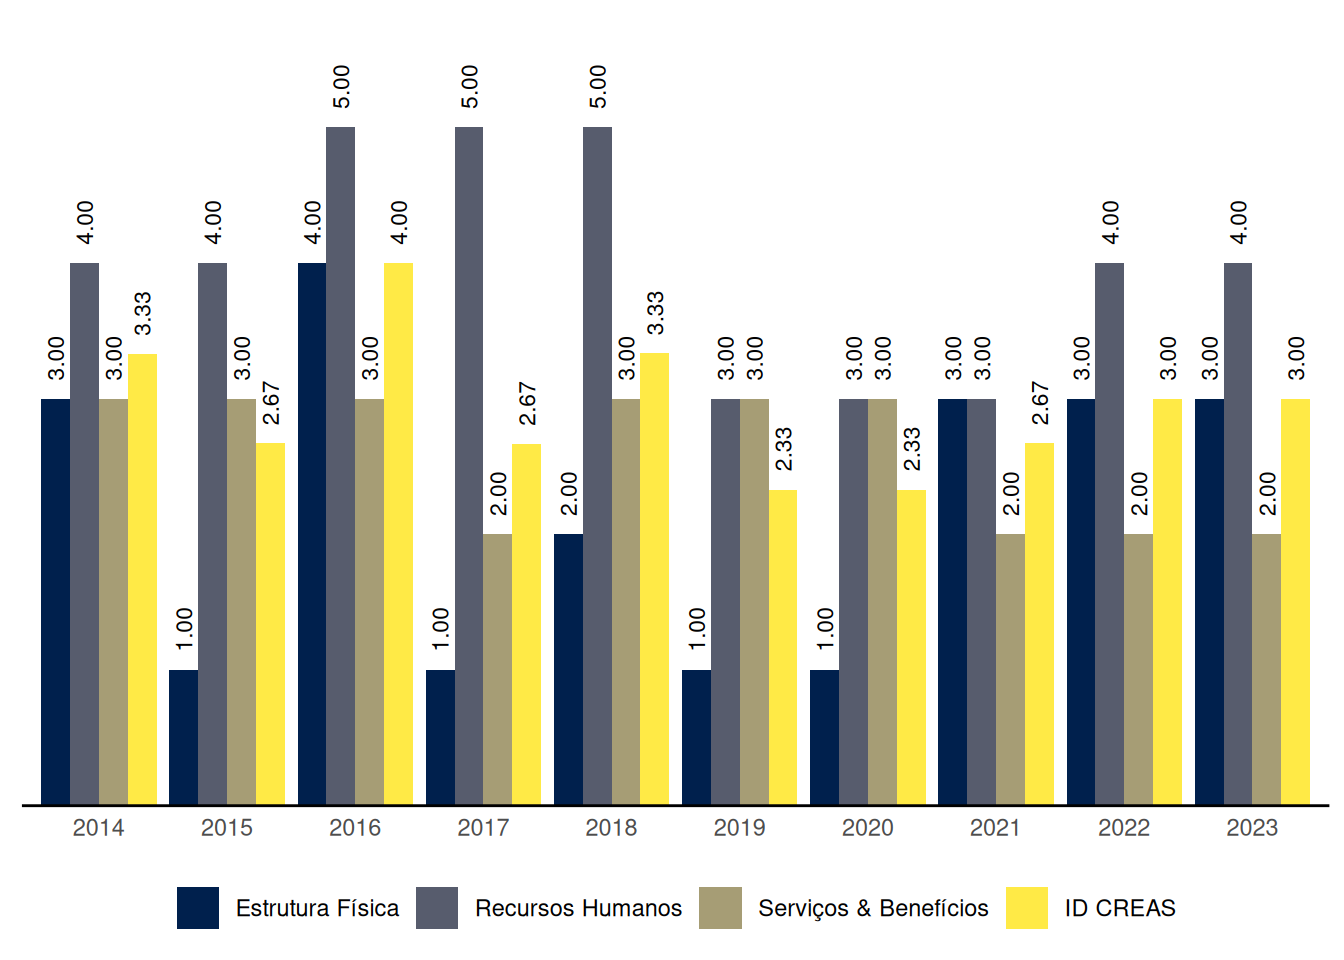 5.00 5.00 5.00
4.00 4.00 4.00 4.00 4.00 4.00
3.33 3.33
3.00 3.00 3.00 3.00 3.00 3.00 3.00 3.00 3.00 3.00 3.00 3.00 3.00 3.00 3.00
2.67 2.67 2.67
2.33 2.33
2.00 2.00 2.00 2.00 2.00
1.00 1.00 1.00 1.00
2014 2015 2016 2017 2018 2019 2020 2021 2022 2023
Estrutura Física Recursos Humanos Serviços & Benefícios ID CREAS